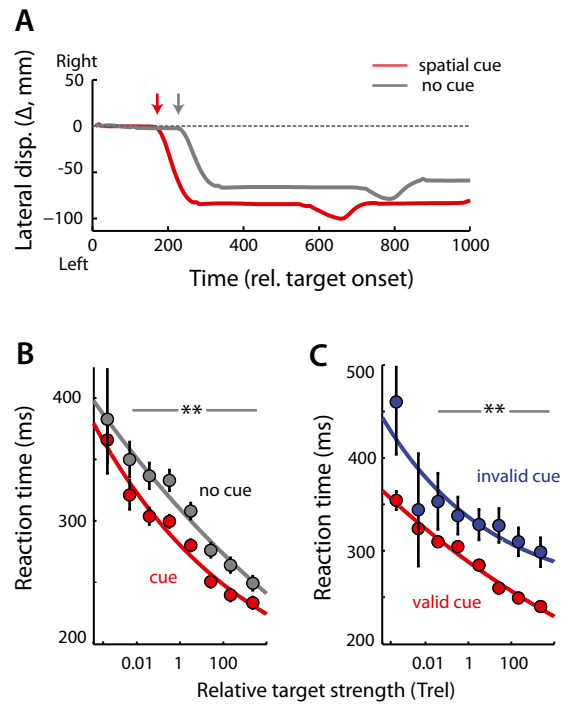 A
Right
50
0
-50
−100
Left
Lateral disp. (Δ, mm)
spatial cue
no cue
0
200
400
600
800
1000
Time (rel. target onset)
B
400
300
200
Reaction time (ms)
**
no cue
cue
0.01
1
100
C
500
400
300
200
Reaction time (ms)
**
invalid cue
valid cue
0.01
1
100
Relative target strength (Trel)